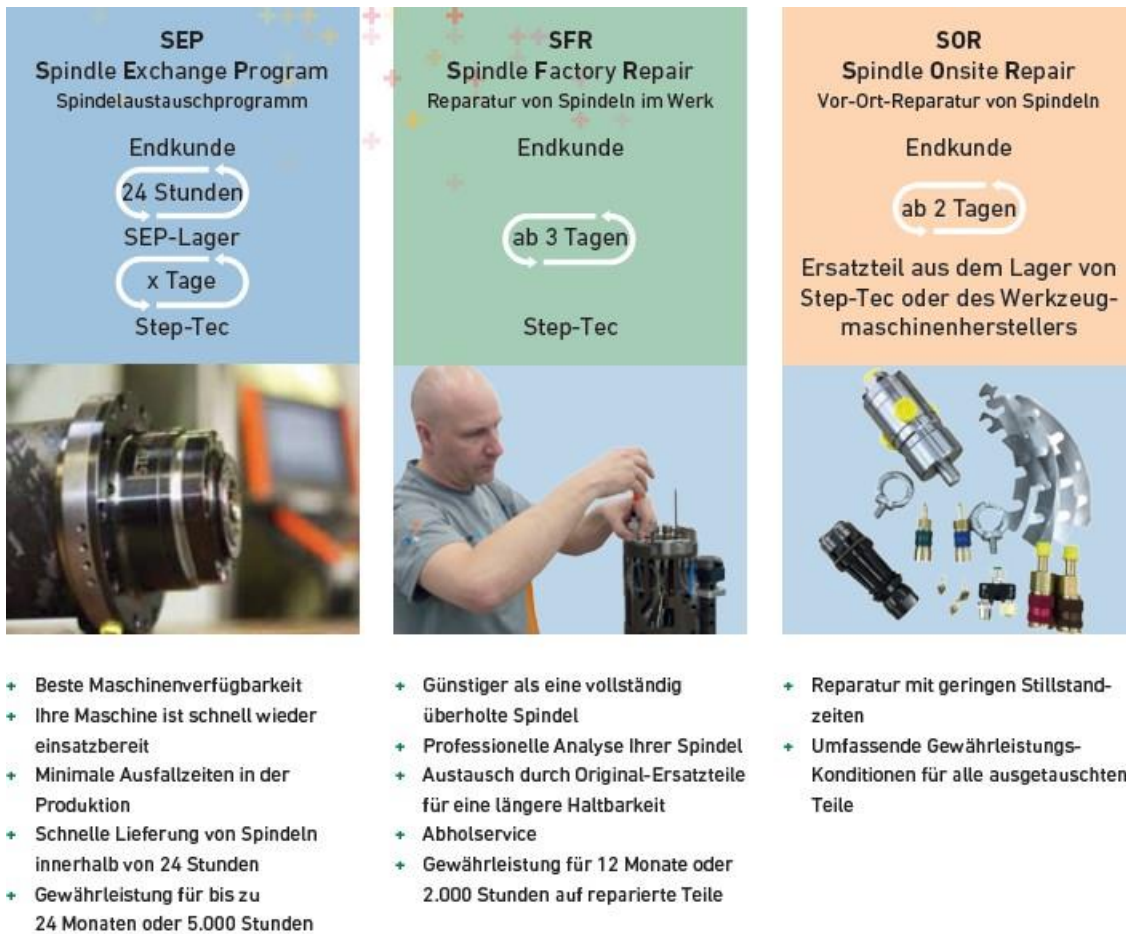 SEP
Spindle Exchange Program
Spindelaustauschprogramm
Endkunde
24 Stunden
SEP-Lager
x Tage
Step-Tec
SFR
Spindle Factory Repair
Reparatur von Spindeln im Werk
Endkunde
ab 3 Tagen
Step-Tec
SOR
Spindle Onsite Repair
Vor-Ort-Reparatur von Spindeln
Endkunde
ab 2 Tagen
Ersatzteil aus dem Lager von
Step-Tec oder des Werkzeug-
maschinenherstellers
+ Beste Maschinenverfügbarkeit
+ Ihre Maschine ist schnell wieder
einsatzbereit
+ Minimale Ausfallzeiten in der
Produktion
+ Schnelle Lieferung von Spindeln
innerhalb von 24 Stunden
+ Gewährleistung für bis zu
24 Monaten oder 5.000 Stunden
+ Günstiger als eine vollständig
überholte Spindel
+ Professionelle Analyse Ihrer Spindel
+ Austausch durch Original-Ersatzteile
für eine längere Haltbarkeit
+ Abholservice
+ Gewährleistung für 12 Monate oder
2.000 Stunden auf reparierte Teile
+ Reparatur mit geringen Stillstand-
zeiten
+ Umfassende Gewährleistungs-
Konditionen für alle ausgetauschten
Teile